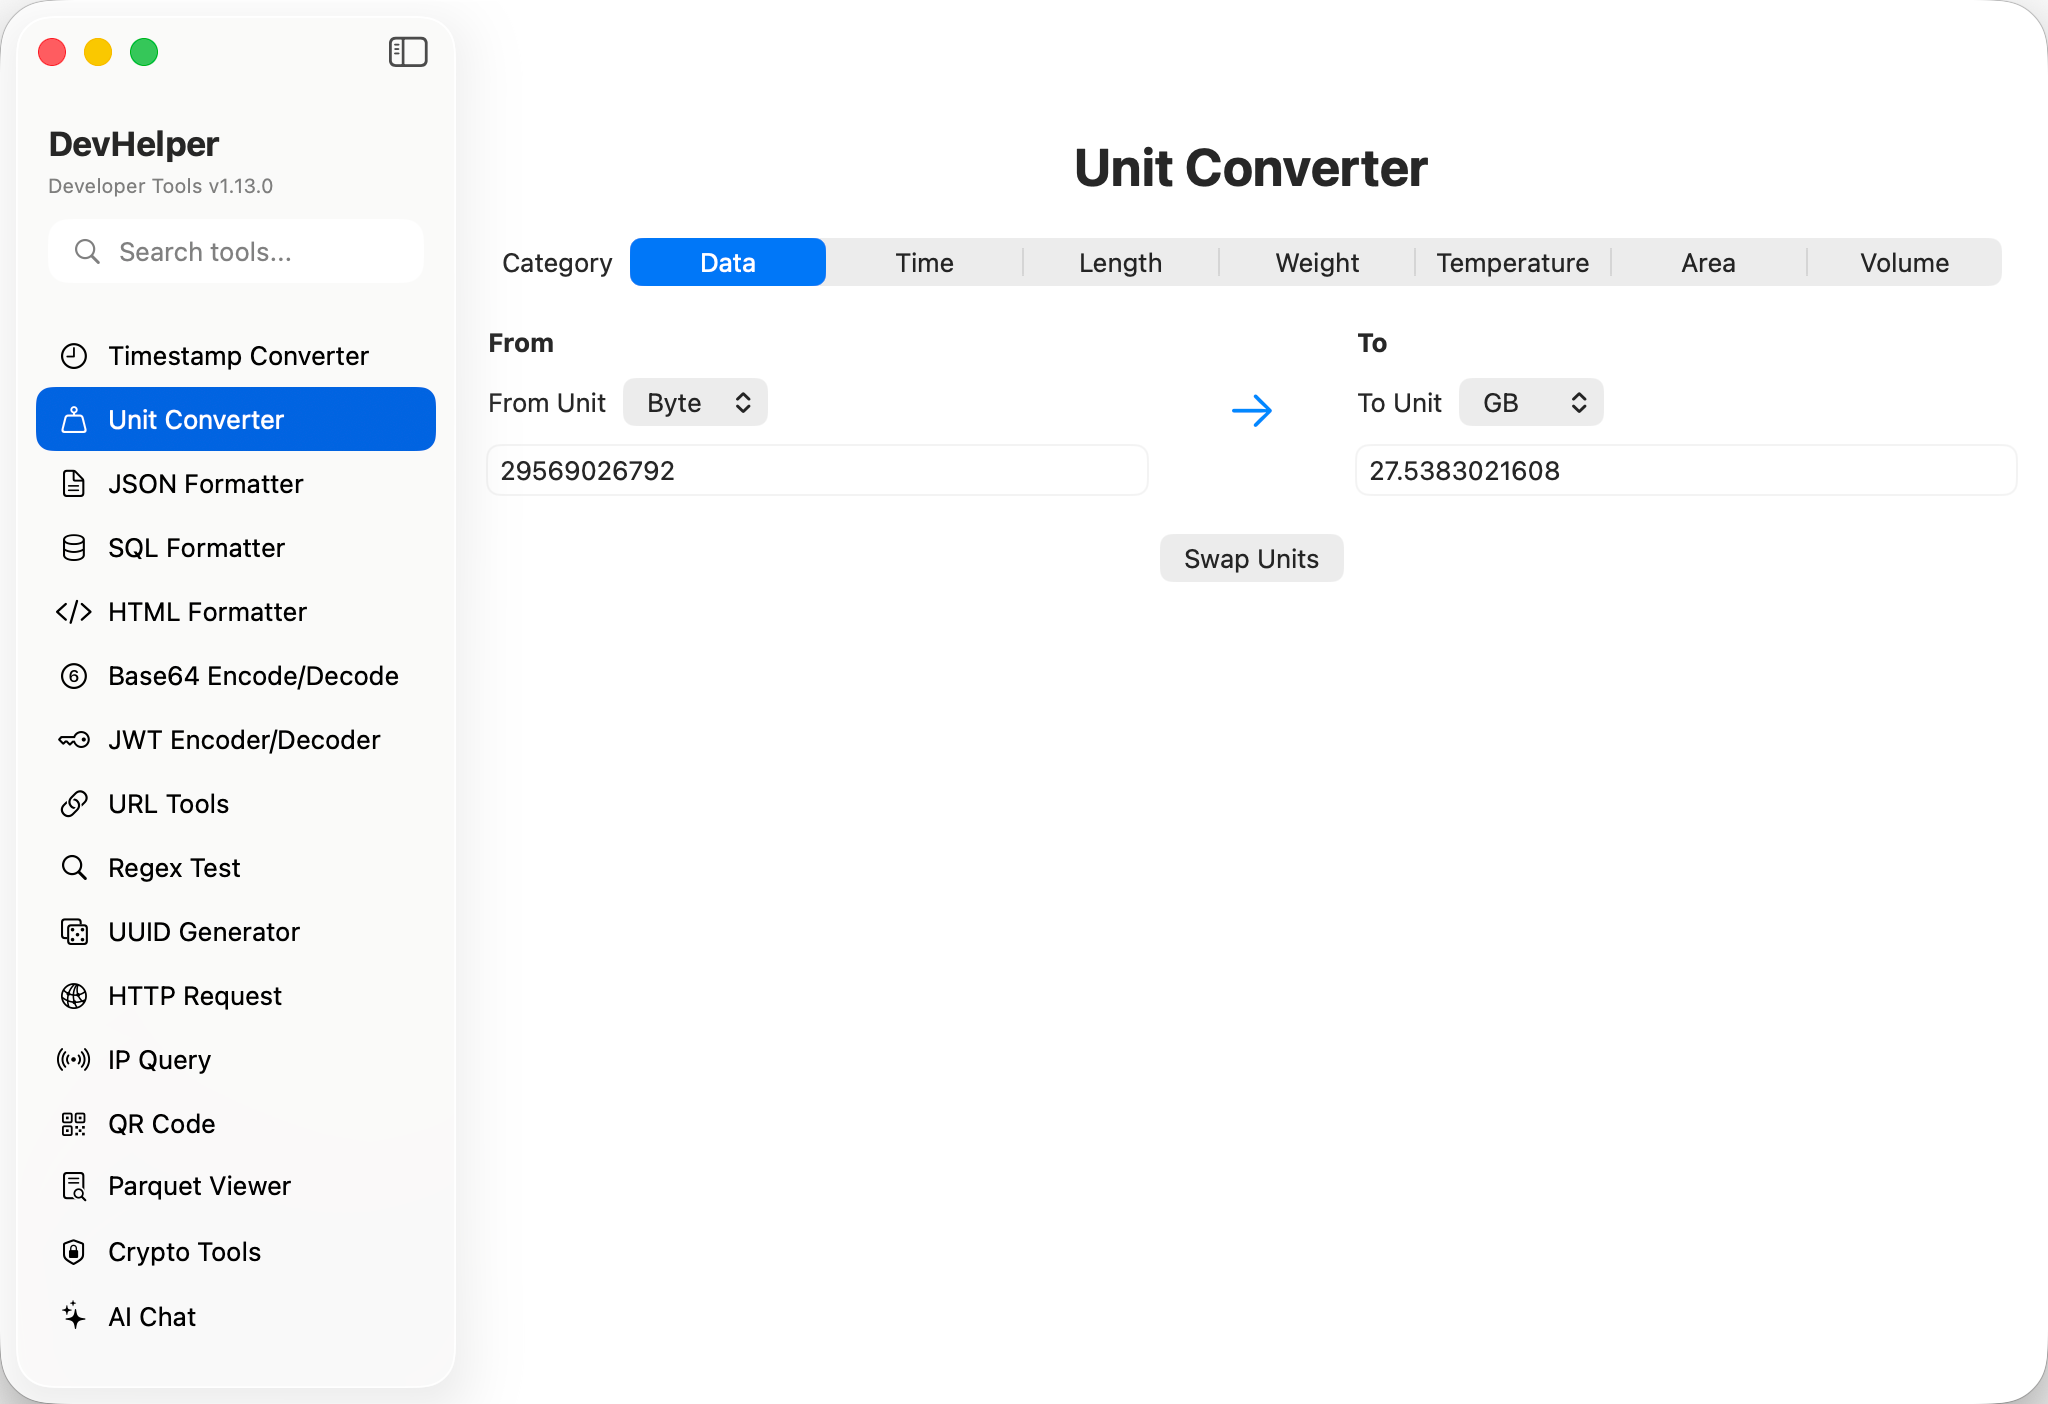 DevHelper
Developer Tools v1.13.0
Search tools...
Timestamp Converter
Unit Converter
JSON Formatter
SQL Formatter
HTML Formatter
Base64 Encode/Decode
JWT Encoder/Decoder
URL Tools
Regex Test
UUID Generator
HTTP Request
IP Query
QR Code
Parquet Viewer
Crypto Tools
AI Chat
Unit Converter
Category Data Time Length Weight Temperature Area Volume
From
From Unit Byte
29569026792
To
To Unit GB
27.5383021608
Swap Units